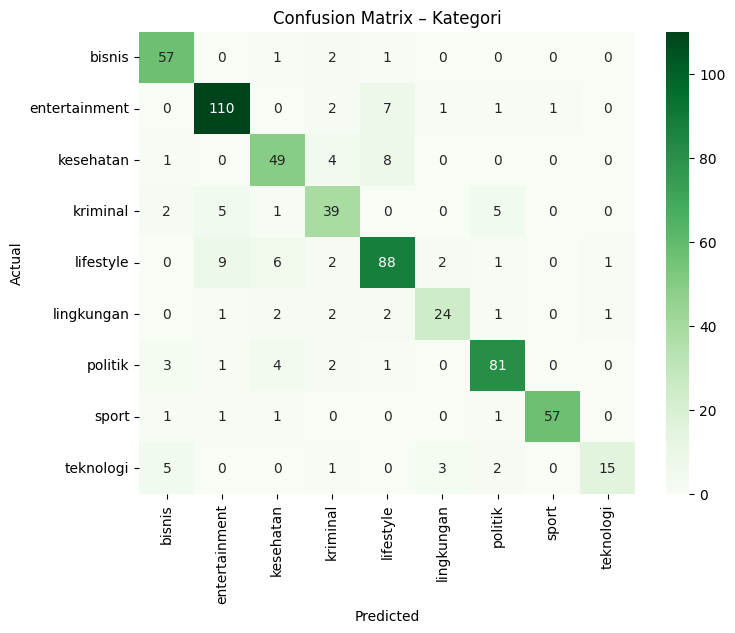 Confusion Matrix – Kategori
bisnis 57 0 1 2 1 0 0 0 0
100
entertainment 0 110 0 2 7 1 1 1 0
kesehatan 1 0 49 4 8 0 0 0 0
80
kriminal 2 5 1 39 0 0 5 0 0
Actual
lifestyle 0 9 6 2 88 2 1 0 1
60
lingkungan 0 1 2 2 2 24 1 0 1
40
politik 3 1 4 2 1 0 81 0 0
sport 1 1 1 0 0 0 1 57 0
20
teknologi 5 0 0 1 0 3 2 0 15
0
bisnis
entertainment
kesehatan
kriminal
lifestyle
lingkungan
politik
sport
teknologi
Predicted